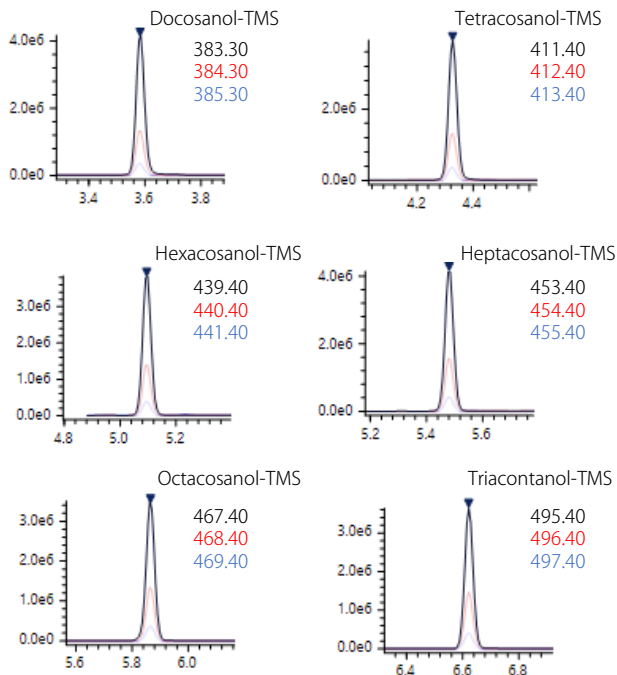 Docosanol-TMS
383.30
384.30
385.30
4.0e6
2.0e6
0.0e0
3.4 3.6 3.8
Tetracosanol-TMS
411.40
412.40
413.40
2.0e6
0.0e0
4.2 4.4
Hexacosanol-TMS
439.40
440.40
441.40
3.0e6
2.0e6
1.0e6
0.0e0
4.8 5.0 5.2
Heptacosanol-TMS
453.40
454.40
455.40
4.0e6
2.0e6
0.0e0
5.2 5.4 5.6
Octacosanol-TMS
467.40
468.40
469.40
3.0e6
2.0e6
1.0e6
0.0e0
5.6 5.8 6.0
Triacontanol-TMS
495.40
496.40
497.40
3.0e6
2.0e6
1.0e6
0.0e0
6.4 6.6 6.8